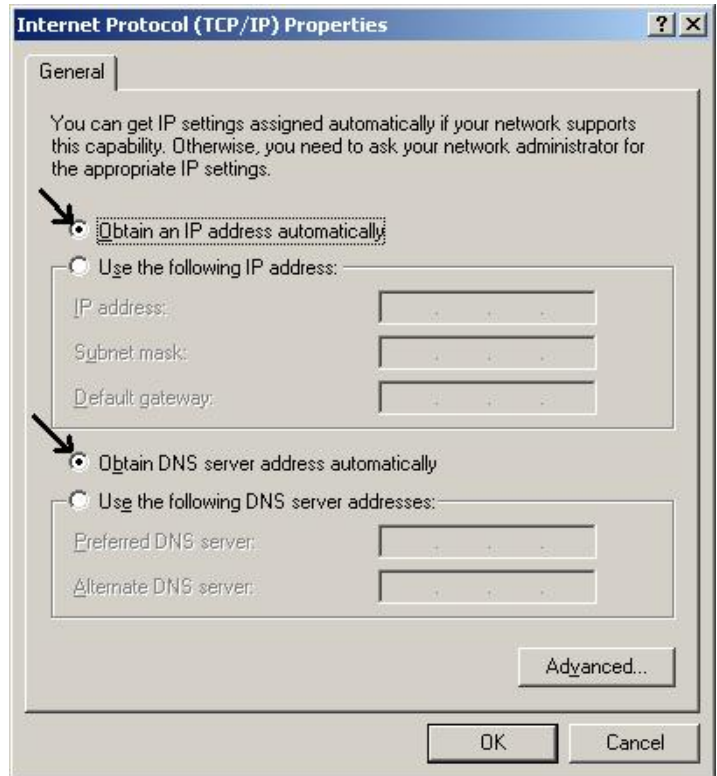 Internet Protocol (TCP/IP) Properties
General
You can get IP settings assigned automatically if your network supports
this capability. Otherwise, you need to ask your network administrator for
the appropriate IP settings.
Obtain an IP address automatically
Use the following IP address:
IP address:
Subnet mask:
Default gateway:
Obtain DNS server address automatically
Use the following DNS server addresses:
Preferred DNS server:
Alternate DNS server:
Advanced...
OK Cancel